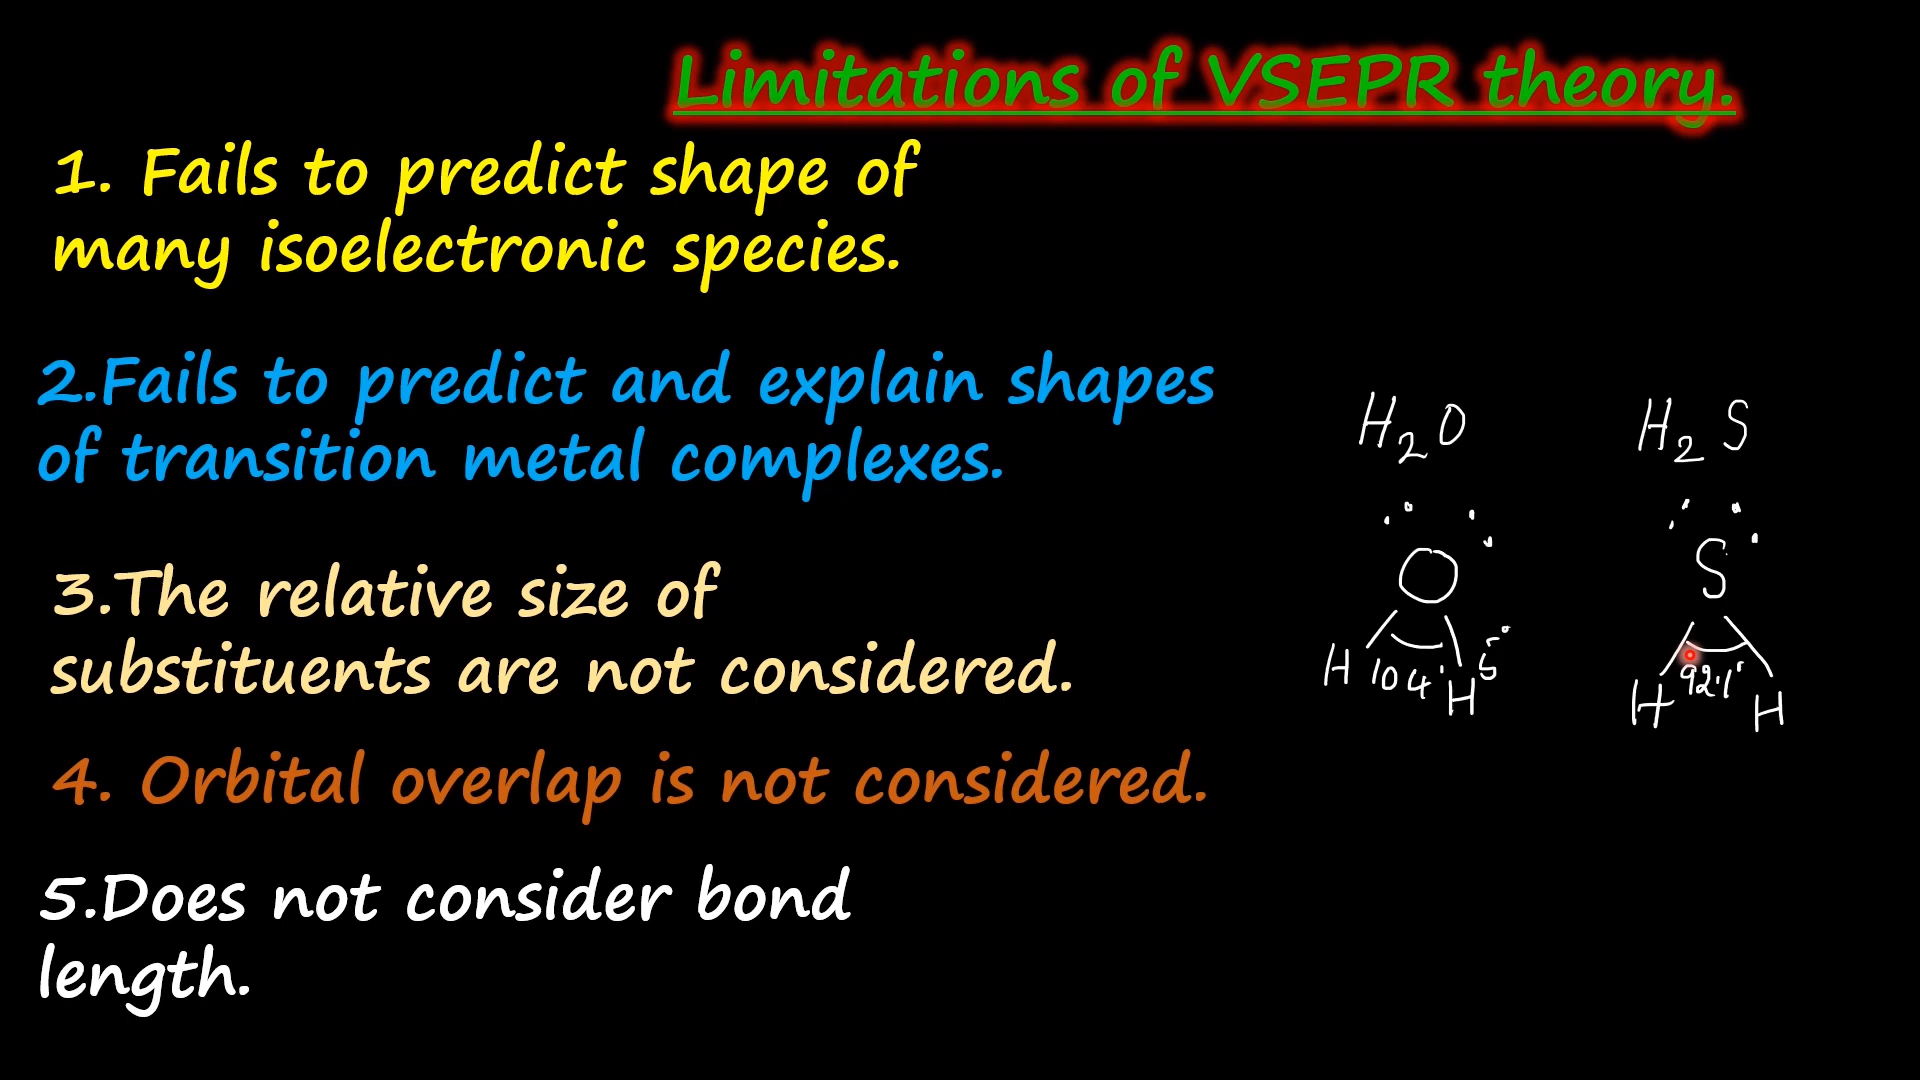 Limitations of VSEPR theory.
1. Fails to predict shape of
many isoelectronic species.
2.Fails to predict and explain shapes
of transition metal complexes.
3.The relative size of
substituents are not considered.
4. Orbital overlap is not considered.
5.Does not consider bond
length.
H2O
O
H 104.5° H
H2S
S
H 92.1° H